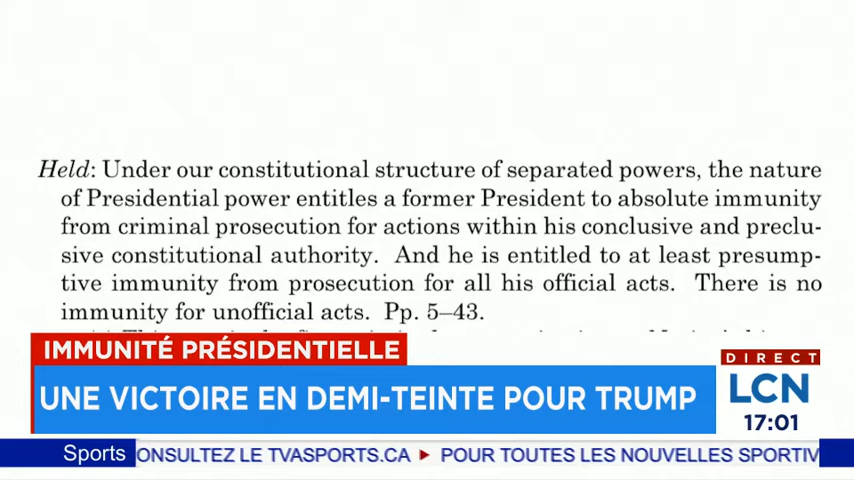 Held: Under our constitutional structure of separated powers, the nature
of Presidential power entitles a former President to absolute immunity
from criminal prosecution for actions within his conclusive and preclu-
sive constitutional authority. And he is entitled to at least presump-
tive immunity from prosecution for all his official acts. There is no
immunity for unofficial acts. Pp. 5–43.
IMMUNITÉ PRÉSIDENTIELLE
UNE VICTOIRE EN DEMI-TEINTE POUR TRUMP
DIRECT
LCN
17:01
Sports ONSULTEZ LE TVASPORTS.CA ► POUR TOUTES LES NOUVELLES SPORTIV